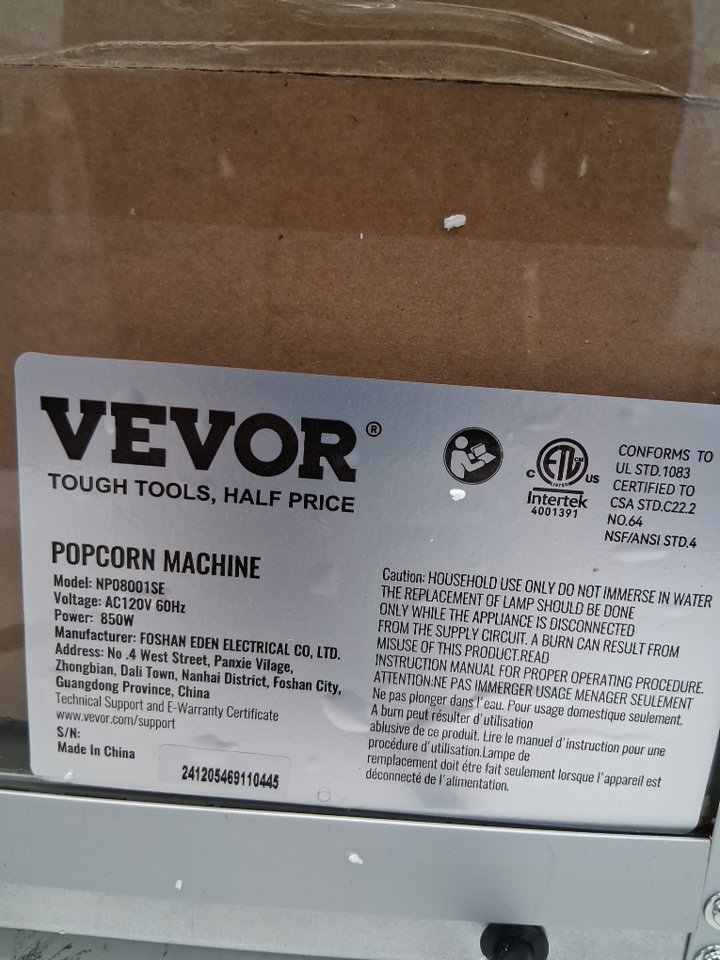 VEVOR®
TOUGH TOOLS, HALF PRICE
POPCORN MACHINE
Model: NP08001SE
Voltage: AC120V 60Hz
Power: 850W
Manufacturer: FOSHAN EDEN ELECTRICAL CO, LTD.
Address: No .4 West Street, Panxie Vilage,
Zhongbian, Dali Town, Nanhai District, Foshan City,
Guangdong Province, China
Technical Support and E-Warranty Certificate
www.vevor.com/support
S/N:
Made In China
241205469110445
C ETL CM US
LISTED
Intertek
4001391
CONFORMS TO
UL STD.1083
CERTIFIED TO
CSA STD.C22.2
NO.64
NSF/ANSI STD.4
Caution: HOUSEHOLD USE ONLY DO NOT IMMERSE IN WATER
THE REPLACEMENT OF LAMP SHOULD BE DONE
ONLY WHILE THE APPLIANCE IS DISCONNECTED
FROM THE SUPPLY CIRCUIT. A BURN CAN RESULT FROM
MISUSE OF THIS PRODUCT.READ
INSTRUCTION MANUAL FOR PROPER OPERATING PROCEDURE.
ATTENTION:NE PAS IMMERGER USAGE MENAGER SEULEMENT
Ne pas plonger dans l'eau. Pour usage domestique seulement.
A burn peut résulter d'utilisation
ablusive de ce produit. Lire le manuel d'instruction pour une
procédure d'utilisation.Lampe de
remplacement doit être fait seulement lorsque l'appareil est
déconnecté de l'alimentation.